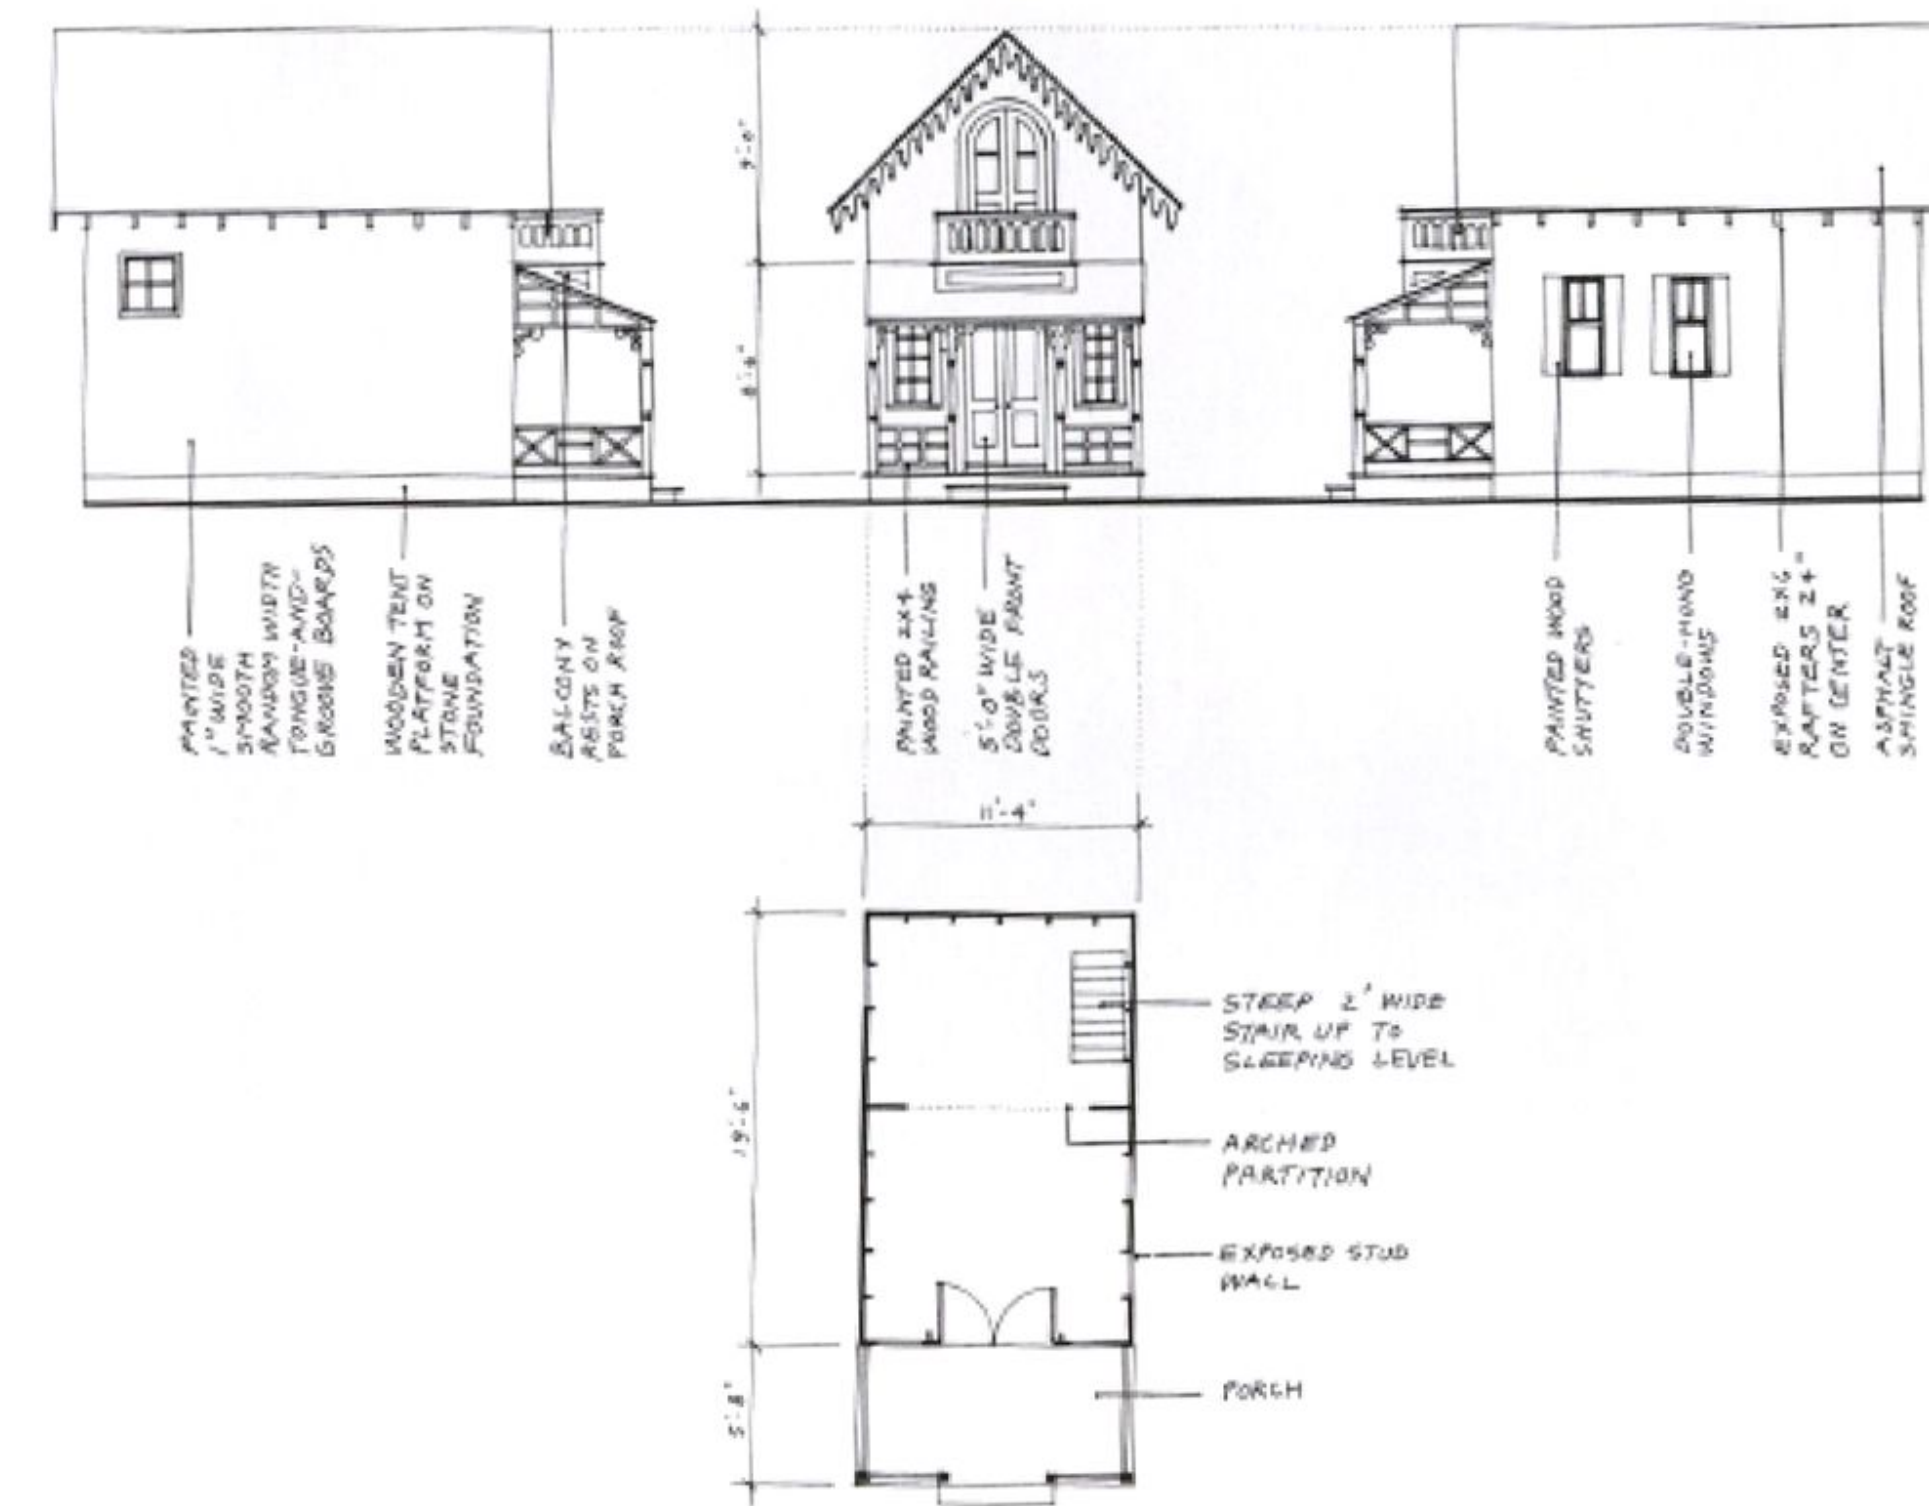 PAINTED
1" WIDE
SMOOTH
RANDOM WIDTH
TONGUE-AND-
GROOVE BOARDS
WOODEN TENT
PLATFORM ON
STONE
FOUNDATION
BALCONY
RESTS ON
PORCH ROOF
PAINTED 2X4
WOOD RAILING
5'-0" WIDE
DOUBLE FRONT
DOORS
PAINTED WOOD
SHUTTERS
DOUBLE-HUNG
WINDOWS
EXPOSED 2X6
RAFTERS 24"
ON CENTER
ASPHALT
SHINGLE ROOF
11'-4"
STEEP 2' WIDE
STAIR UP TO
SLEEPING LEVEL
ARCHED
PARTITION
EXPOSED STUD
WALL
5'-8"
PORCH